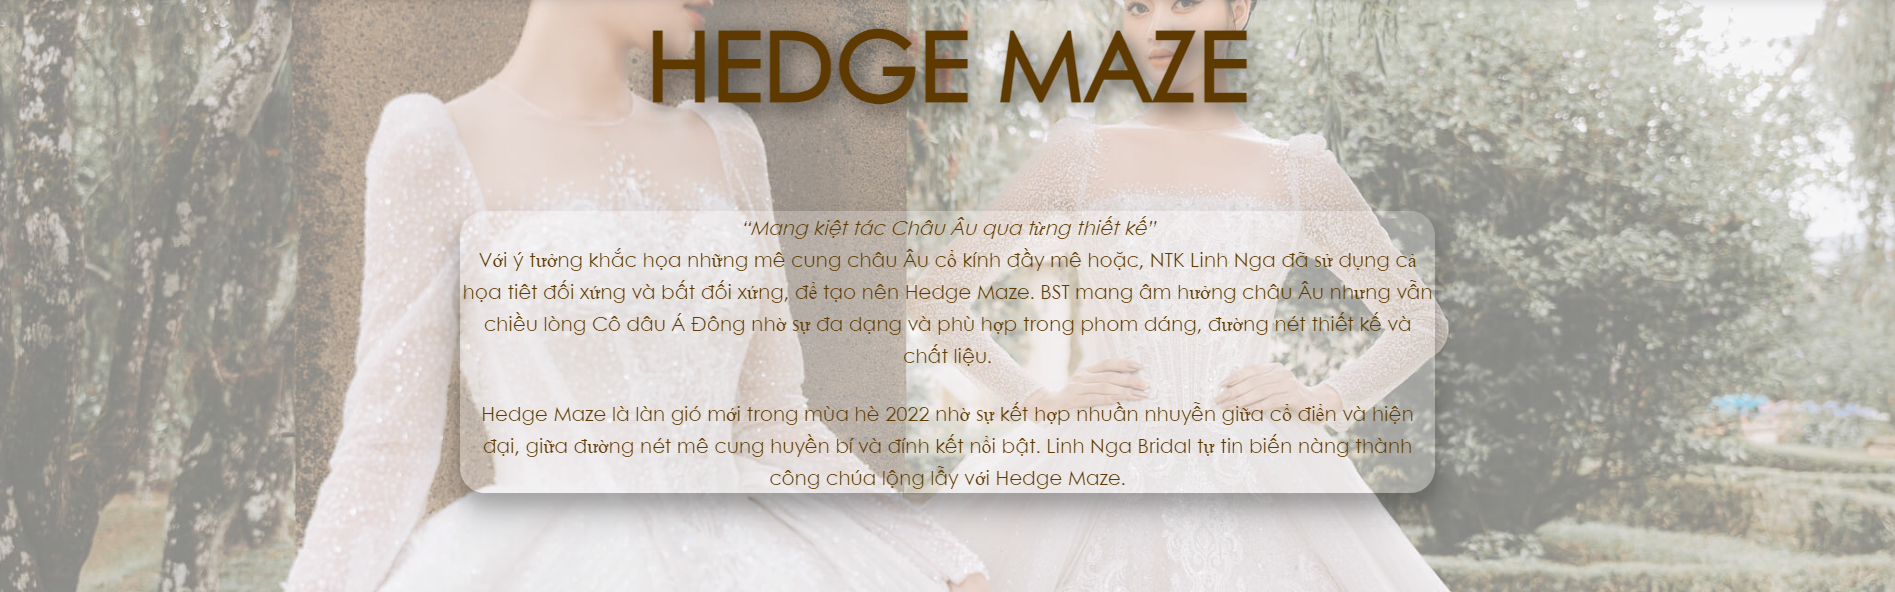 HEDGE MAZE
“Mang kiệt tác Châu Âu qua từng thiết kế”
Với ý tưởng khắc họa những mê cung châu Âu cổ kính đầy mê hoặc, NTK Linh Nga đã sử dụng cả
họa tiêt đối xứng và bất đối xứng, để tạo nên Hedge Maze. BST mang âm hưởng châu Âu nhưng vẫn
chiều lòng Cô dâu Á Đông nhờ sự đa dạng và phù hợp trong phom dáng, đường nét thiết kế và
chất liệu.
Hedge Maze là làn gió mới trong mùa hè 2022 nhờ sự kết hợp nhuần nhuyễn giữa cổ điển và hiện
đại, giữa đường nét mê cung huyền bí và đính kết nổi bật. Linh Nga Bridal tự tin biến nàng thành
công chúa lộng lẫy với Hedge Maze.